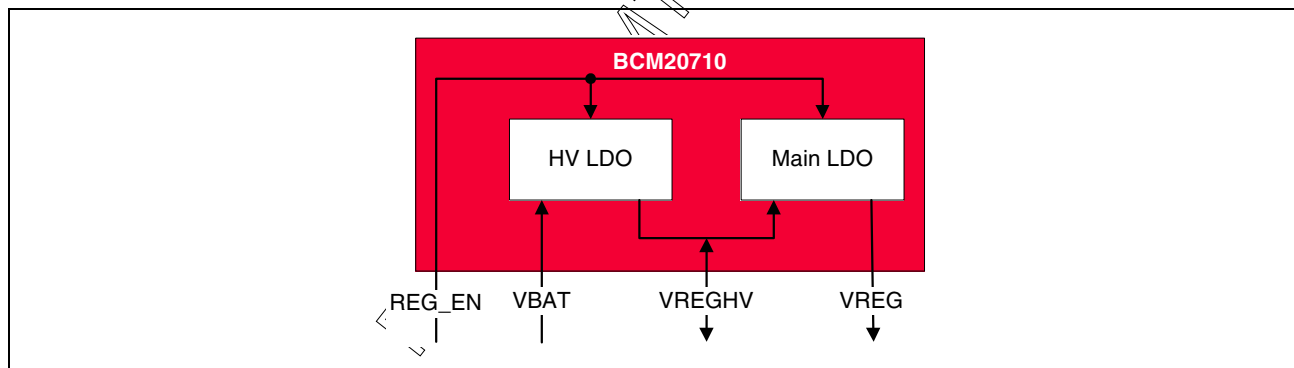 BCM20710
HV LDO
Main LDO
REG_EN
VBAT
VREGHV
VREG